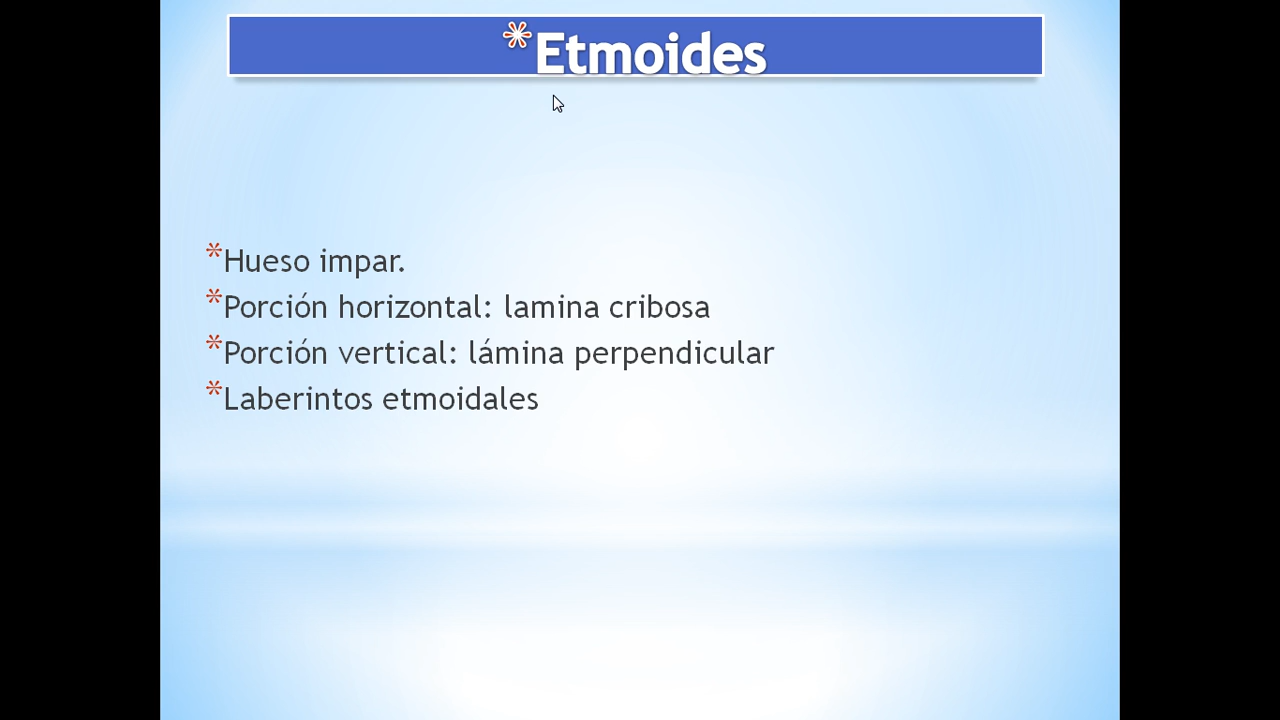 *Etmoides
*Hueso impar.
*Porción horizontal: lamina cribosa
*Porción vertical: lámina perpendicular
*Laberintos etmoidales